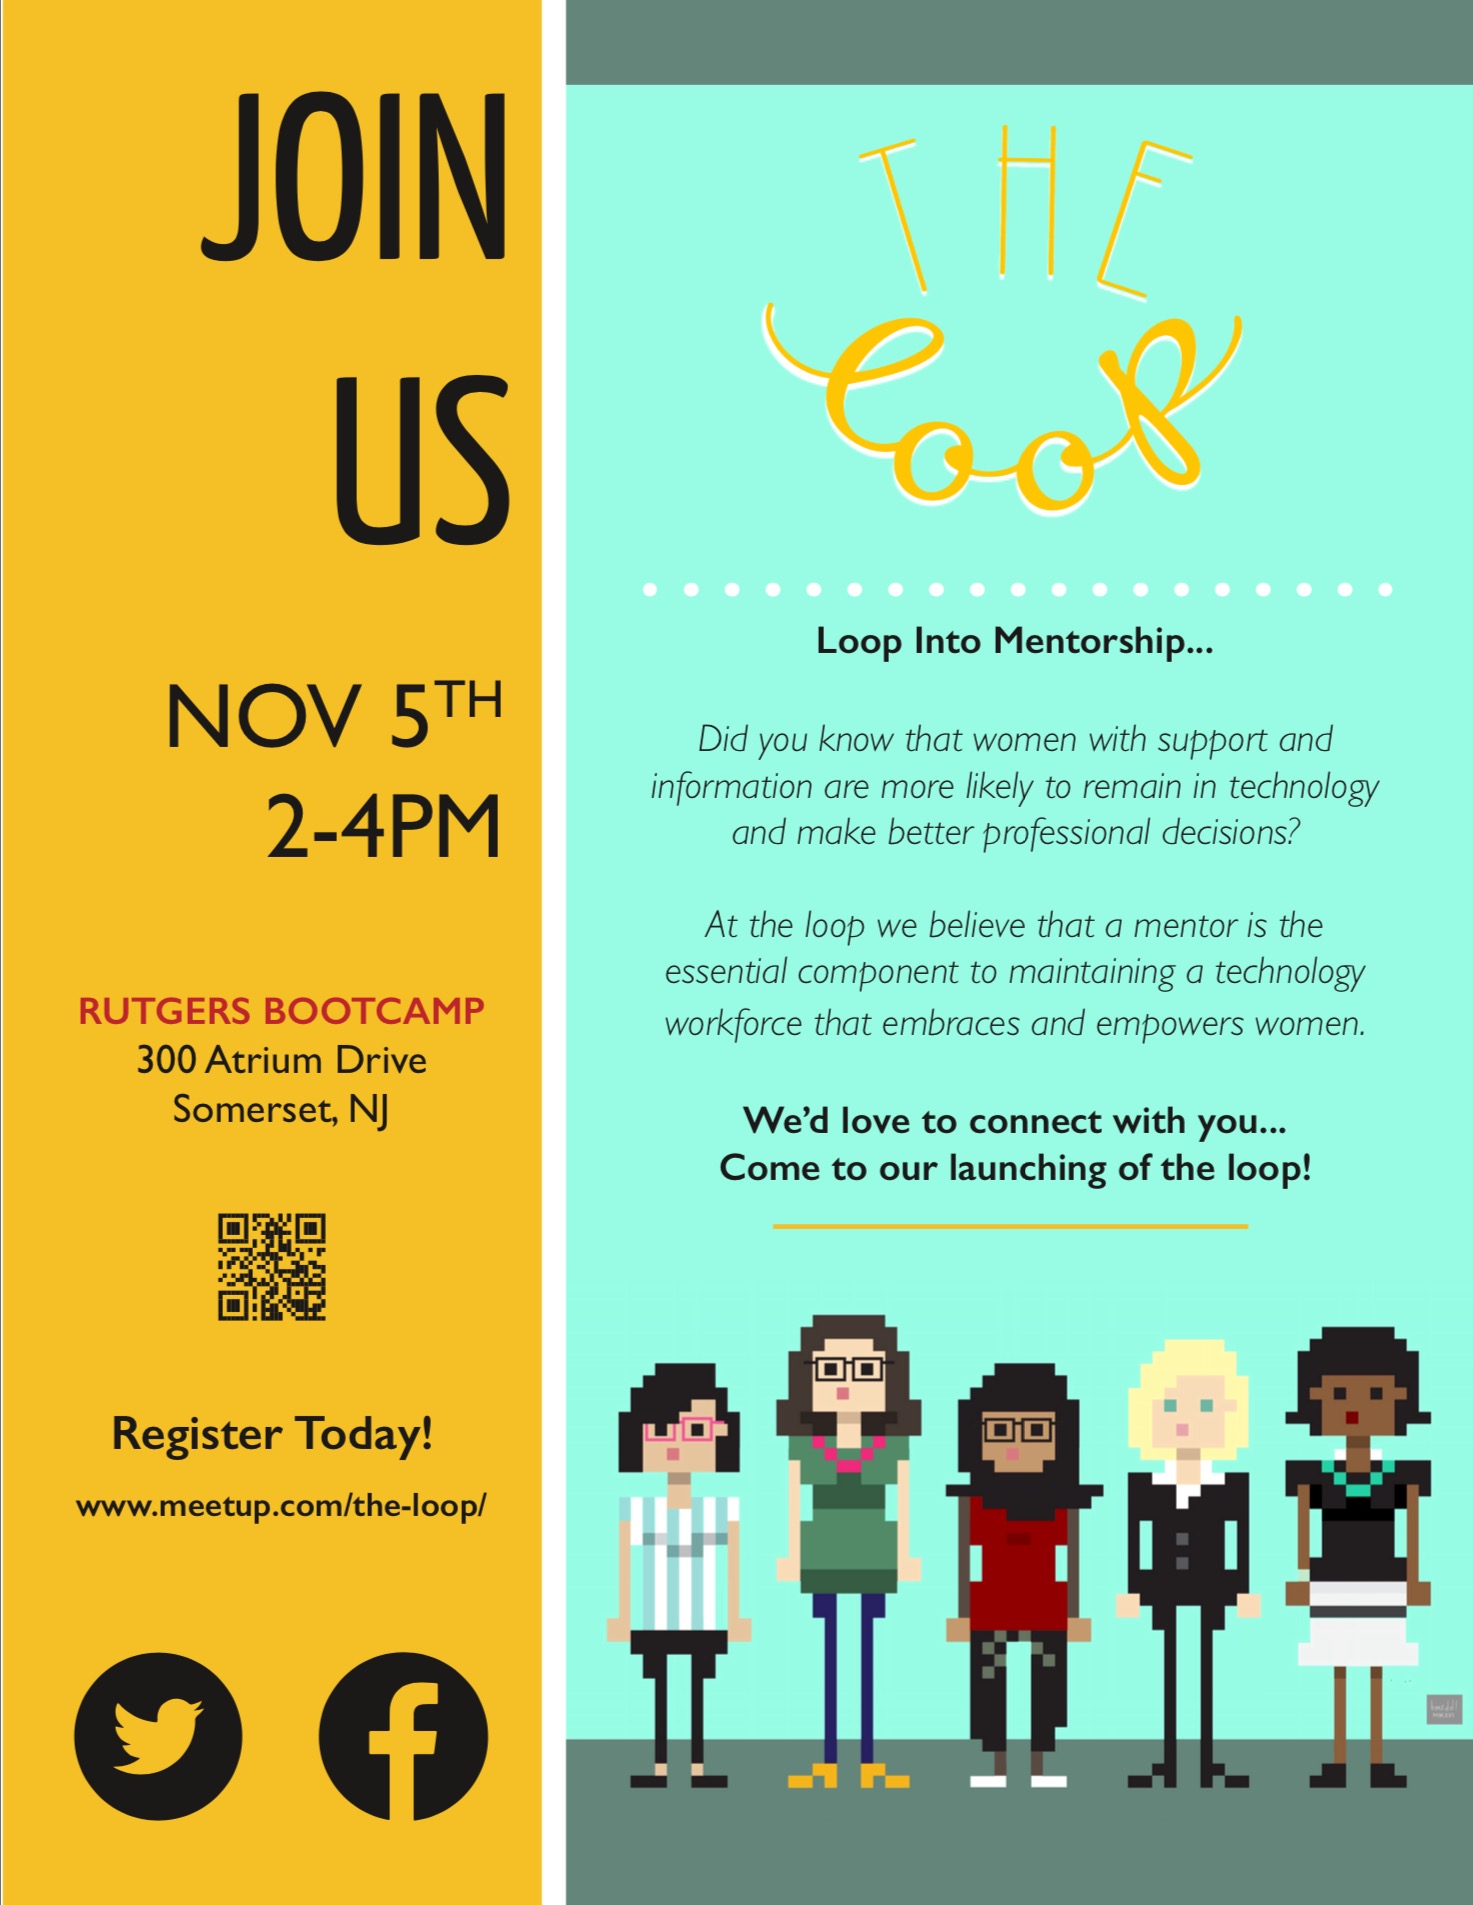 JOIN
US
NOV 5TH
2-4PM
RUTGERS BOOTCAMP
300 Atrium Drive
Somerset, NJ
Register Today!
www.meetup.com/the-loop/
THE
loop
Loop Into Mentorship...
Did you know that women with support and
information are more likely to remain in technology
and make better professional decisions?
At the loop we believe that a mentor is the
essential component to maintaining a technology
workforce that embraces and empowers women.
We’d love to connect with you...
Come to our launching of the loop!